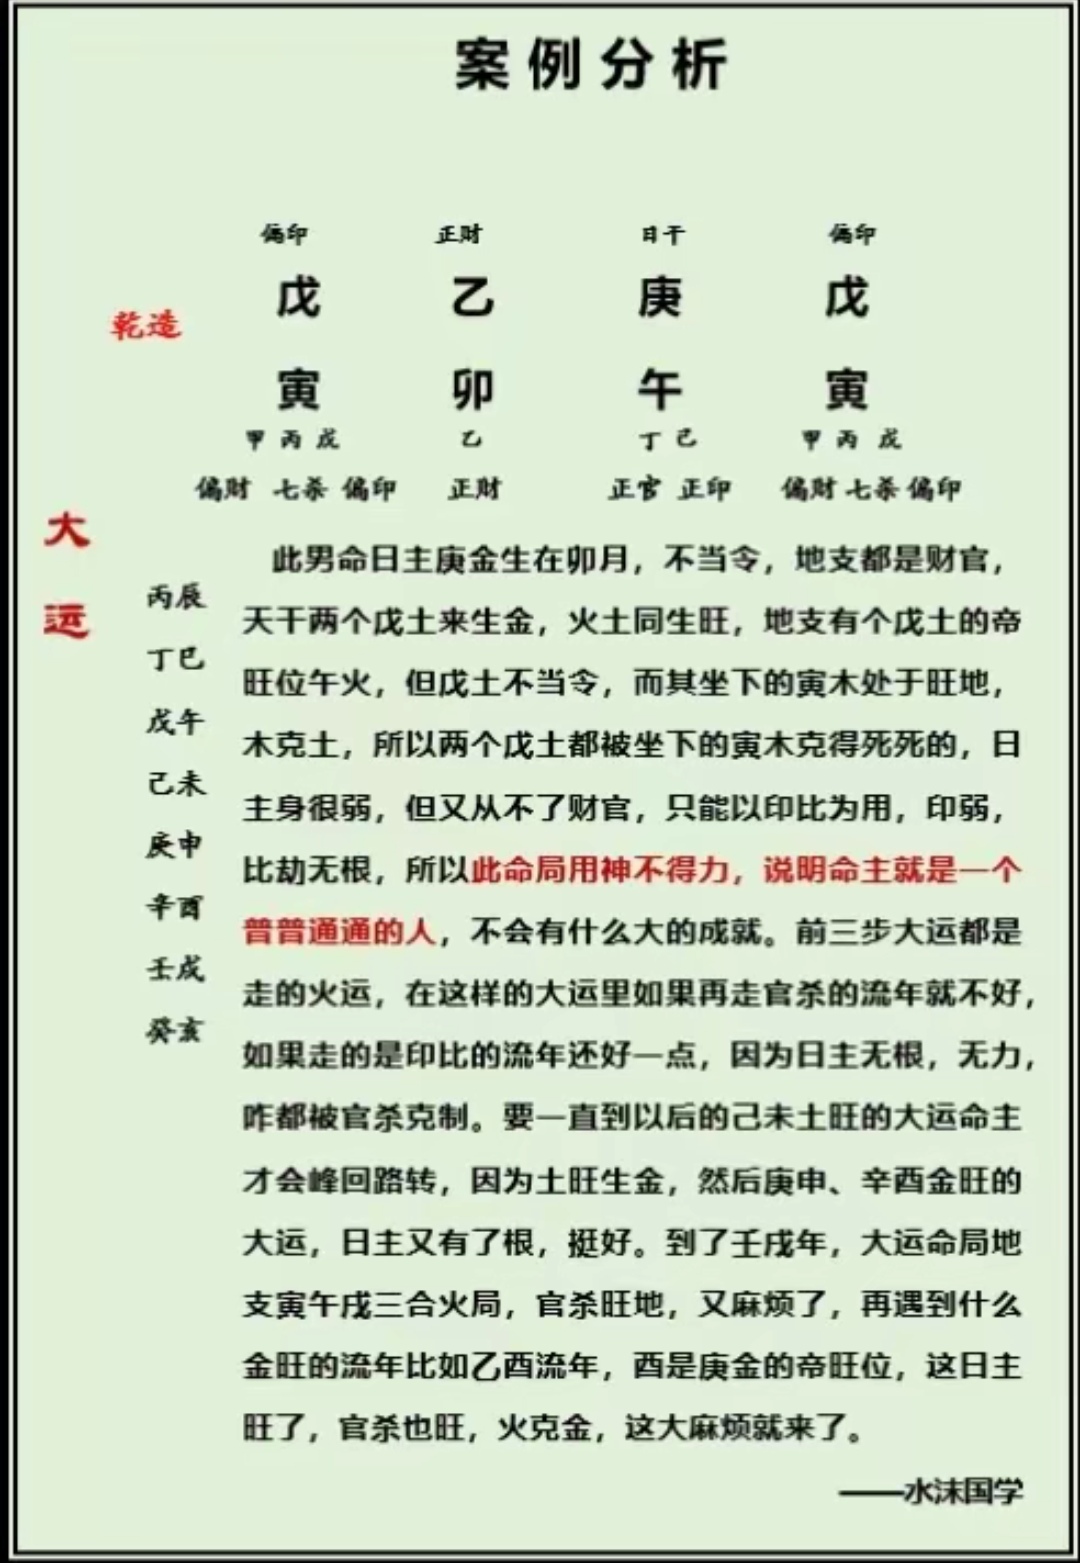 案例分析
偏印 正财 日干 偏印
乾造 戊 乙 庚 戊
寅 卯 午 寅
甲 丙 戊 乙 丁 己 甲 丙 戊
偏财 七杀 偏印 正财 正官 正印 偏财 七杀 偏印
大运
丙辰
丁巳
戊午
己未
庚申
辛酉
壬戌
癸亥
此男命日主庚金生在卯月，不当令，地支都是财官，
天干两个戊土来生金，火土同生旺，地支有个戊土的帝
旺位午火，但戊土不当令，而其坐下的寅木处于旺地，
木克土，所以两个戊土都被坐下的寅木克得死死的，日
主身很弱，但又从不了财官，只能以印比为用，印弱，
比劫无根，所以此命局用神不得力，说明命主就是一个
普普通通的人，不会有什么大的成就。前三步大运都是
走的火运，在这样的大运里如果再走官杀的流年就不好，
如果走的是印比的流年还好一点，因为日主无根，无力，
咋都被官杀克制。要一直到以后的己未土旺的大运命主
才会峰回路转，因为土旺生金，然后庚申、辛酉金旺的
大运，日主又有了根，挺好。到了壬戌年，大运命局地
支寅午戌三合火局，官杀旺地，又麻烦了，再遇到什么
金旺的流年比如乙酉流年，酉是庚金的帝旺位，这日主
旺了，官杀也旺，火克金，这大麻烦就来了。
——水沫国学